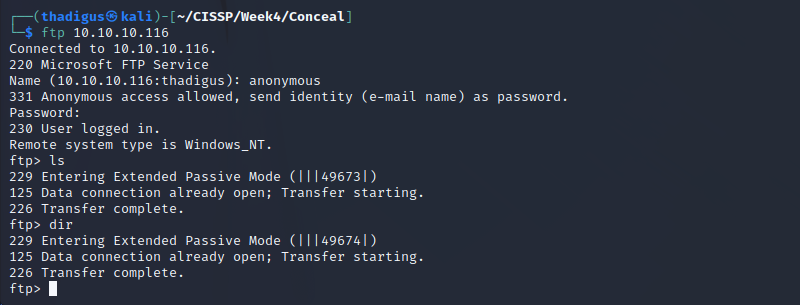 ┌──(thadigus㉿kali)-[~/CISSP/Week4/Conceal]
└─$ ftp 10.10.10.116
Connected to 10.10.10.116.
220 Microsoft FTP Service
Name (10.10.10.116:thadigus): anonymous
331 Anonymous access allowed, send identity (e-mail name) as password.
Password:
230 User logged in.
Remote system type is Windows_NT.
ftp> ls
229 Entering Extended Passive Mode (|||49673|)
125 Data connection already open; Transfer starting.
226 Transfer complete.
ftp> dir
229 Entering Extended Passive Mode (|||49674|)
125 Data connection already open; Transfer starting.
226 Transfer complete.
ftp>